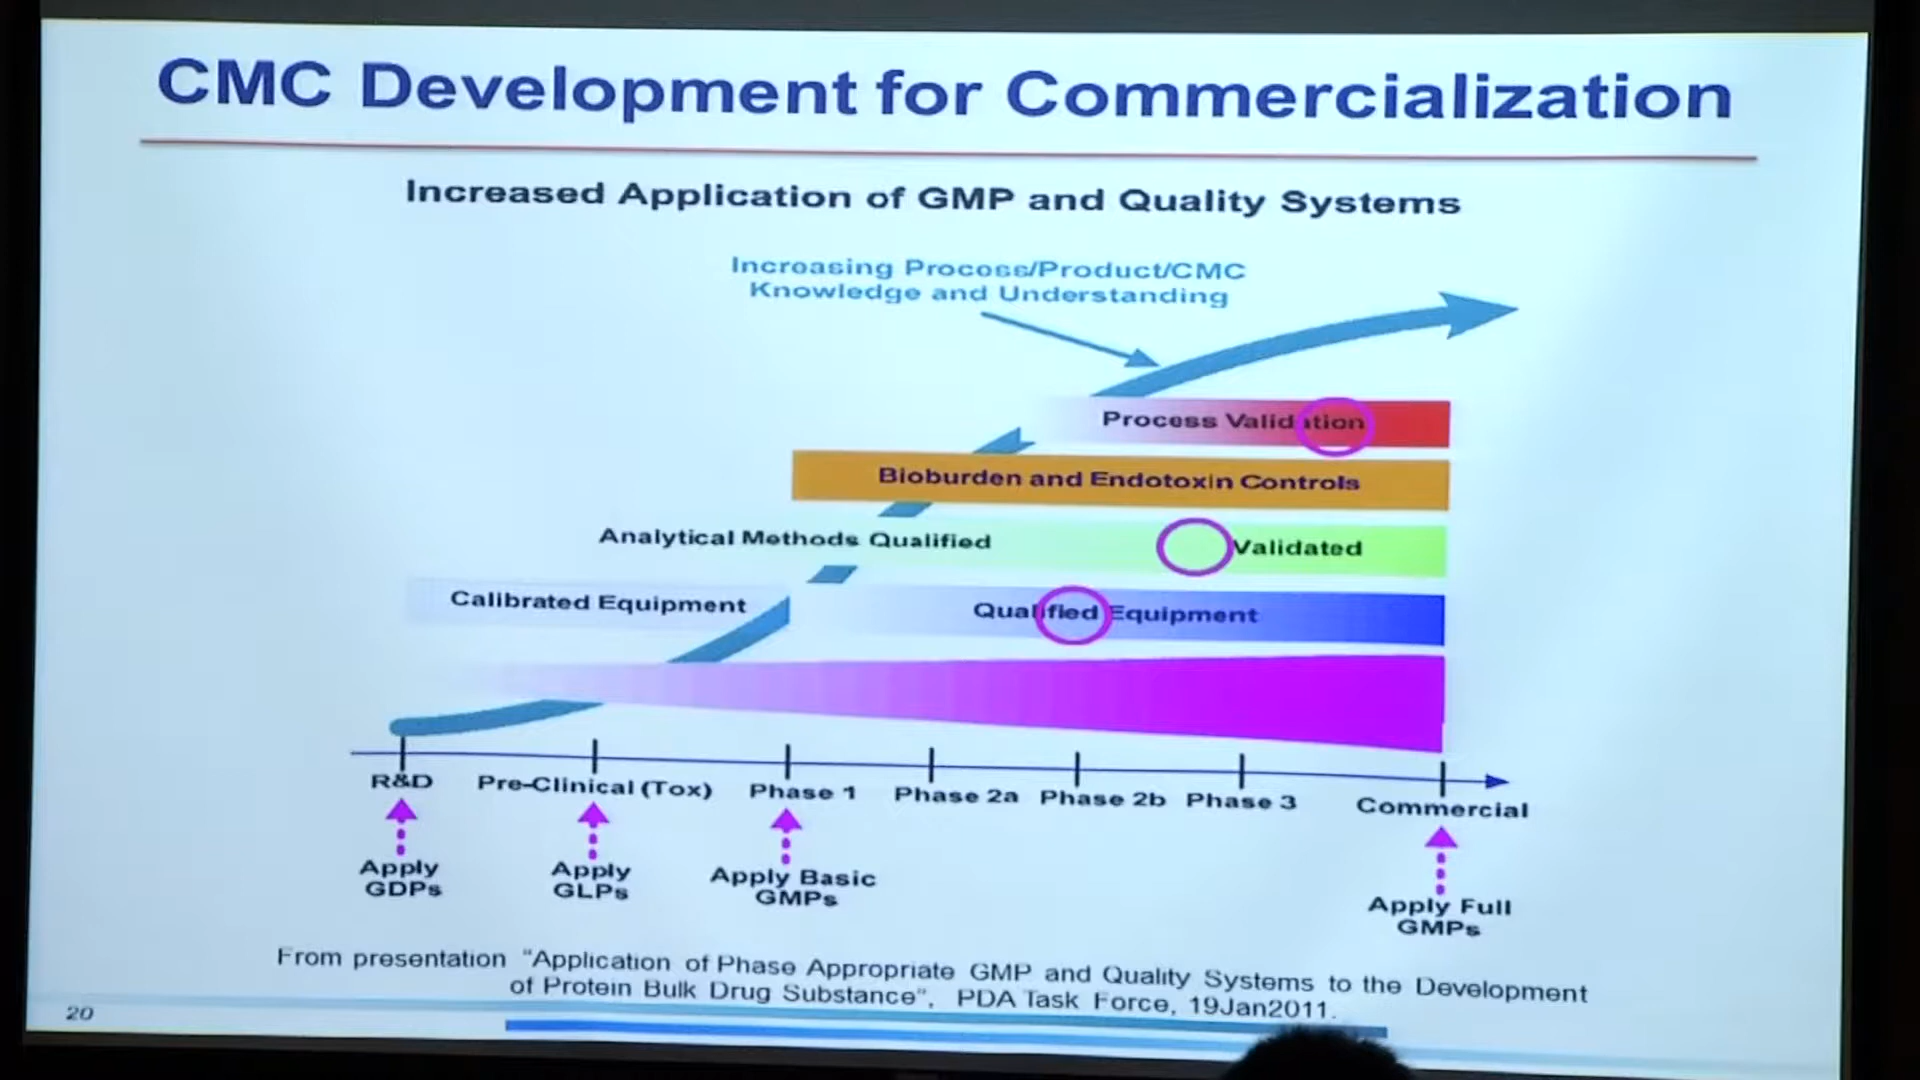 CMC Development for Commercialization
Increased Application of GMP and Quality Systems
Increasing Process/Product/CMC
Knowledge and Understanding
Process Validation
Bioburden and Endotoxin Controls
Analytical Methods Qualified
Validated
Calibrated Equipment
Qualified Equipment
R&D
Pre-Clinical (Tox)
Phase 1
Phase 2a
Phase 2b
Phase 3
Commercial
Apply
GDPs
Apply
GLPs
Apply Basic
GMPs
Apply Full
GMPs
From presentation "Application of Phase Appropriate GMP and Quality Systems to the Development
of Protein Bulk Drug Substance", PDA Task Force, 19Jan2011.
20